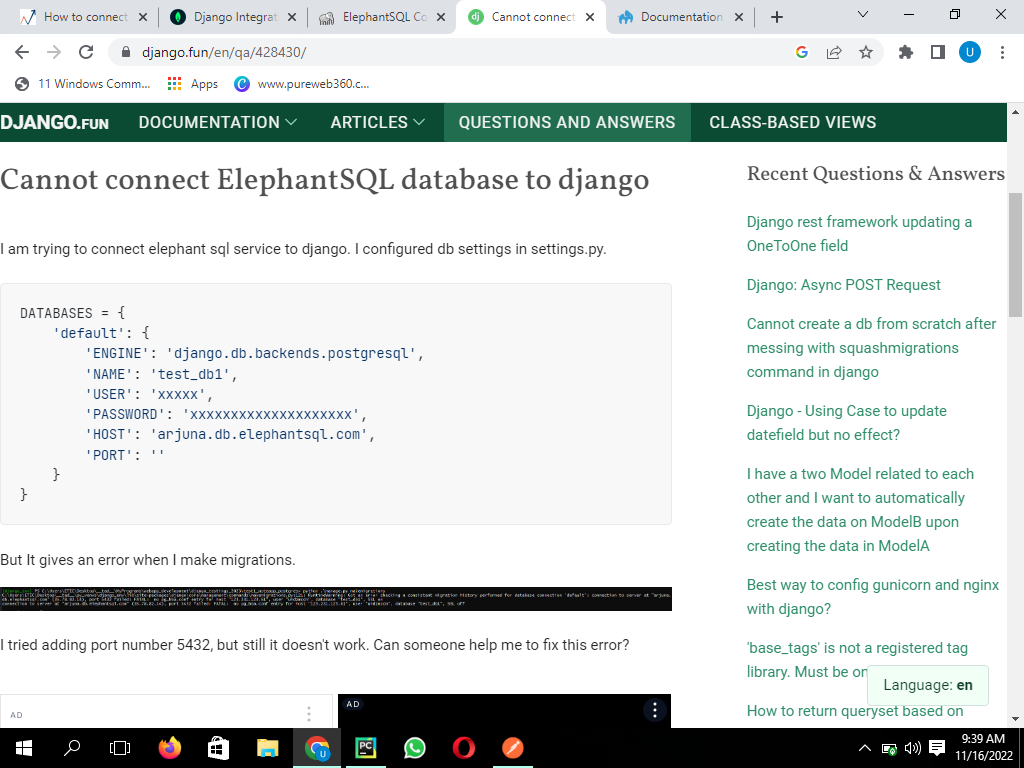 How to connect
Django Integrat
ElephantSQL Co
Cannot connect
Documentation
django.fun/en/qa/428430/
U
11 Windows Comm...
Apps
www.pureweb360.c...
DJANGO.FUN
DOCUMENTATION
ARTICLES
QUESTIONS AND ANSWERS
CLASS-BASED VIEWS
Cannot connect ElephantSQL database to django
I am trying to connect elephant sql service to django. I configured db settings in settings.py.
DATABASES = {
'default': {
'ENGINE': 'django.db.backends.postgresql',
'NAME': 'test_db1',
'USER': 'xxxxx',
'PASSWORD': 'xxxxxxxxxxxxxxxxxxxx',
'HOST': 'arjuna.db.elephantsql.com',
'PORT': ''
}
}
But It gives an error when I make migrations.
I tried adding port number 5432, but still it doesn't work. Can someone help me to fix this error?
AD
AD
Recent Questions & Answers
Django rest framework updating a
OneToOne field
Django: Async POST Request
Cannot create a db from scratch after
messing with squashmigrations
command in django
Django - Using Case to update
datefield but no effect?
I have a two Model related to each
other and I want to automatically
create the data on ModelB upon
creating the data in ModelA
Best way to config gunicorn and nginx
with django?
'base_tags' is not a registered tag
library. Must be on
Language: en
How to return queryset based on
9:39 AM
11/16/2022